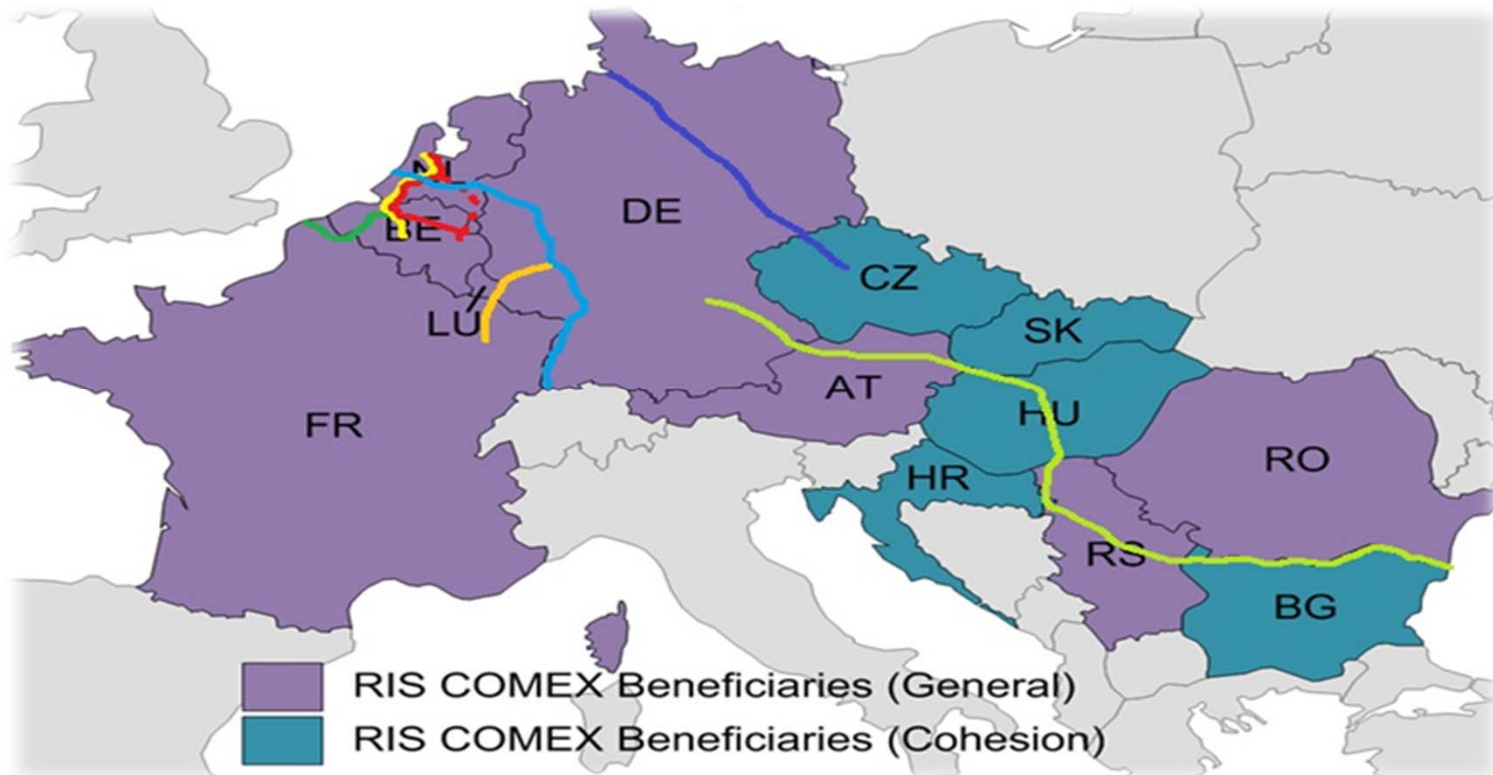 NL
DE
BE
CZ
LU
SK
AT
HU
FR
RO
HR
RS
BG
RIS COMEX Beneficiaries (General)
RIS COMEX Beneficiaries (Cohesion)